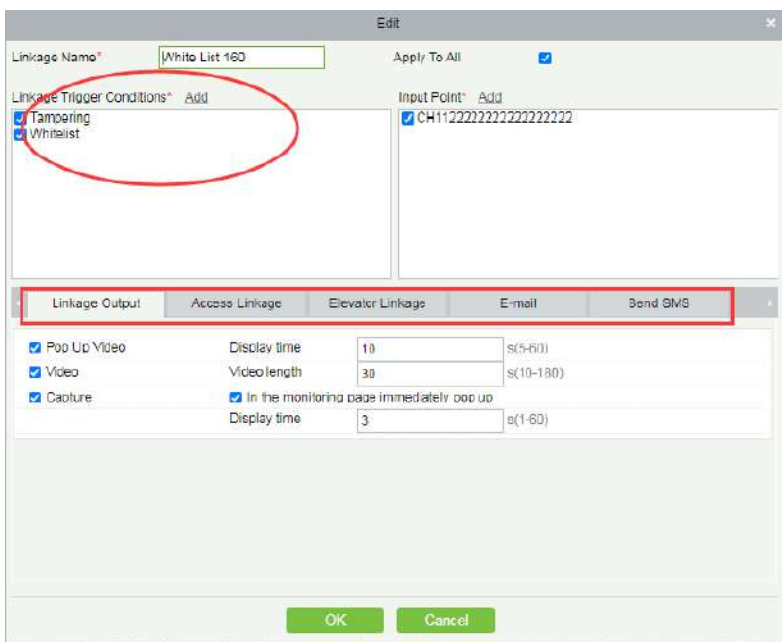 Edit
Linkage Name* White List 160 Apply To All
Linkage Trigger Conditions* Add Input Point* Add
Tampering CH1122222222222222222
Whitelist
Linkage Output Access Linkage Elevator Linkage E-mail Send SMS
Pop Up Video Display time 10 s(5-60)
Video Video length 30 s(10-180)
Capture In the monitoring page immediately pop up
Display time 3 s(1-60)
OK Cancel